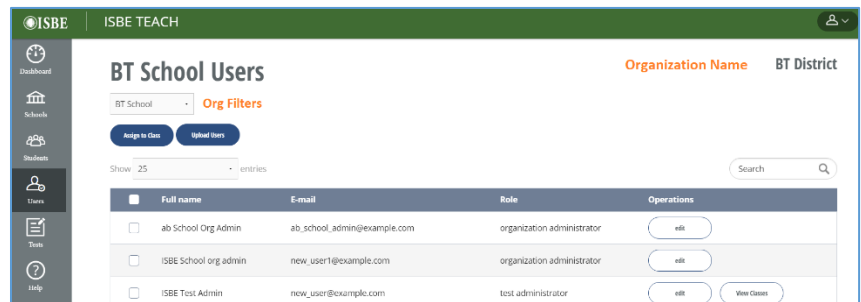 ISBE ISBE TEACH
Dashboard
Schools
Students
Users
Tests
Help
BT School Users
Organization Name BT District
BT School Org Filters
Assign to Class Upload Users
Show 25 entries Search
Full name E-mail Role Operations
ab School Org Admin ab_school_admin@example.com organization administrator edit
ISBE School org admin new_user1@example.com organization administrator edit
ISBE Test Admin new_user@example.com test administrator edit View Classes